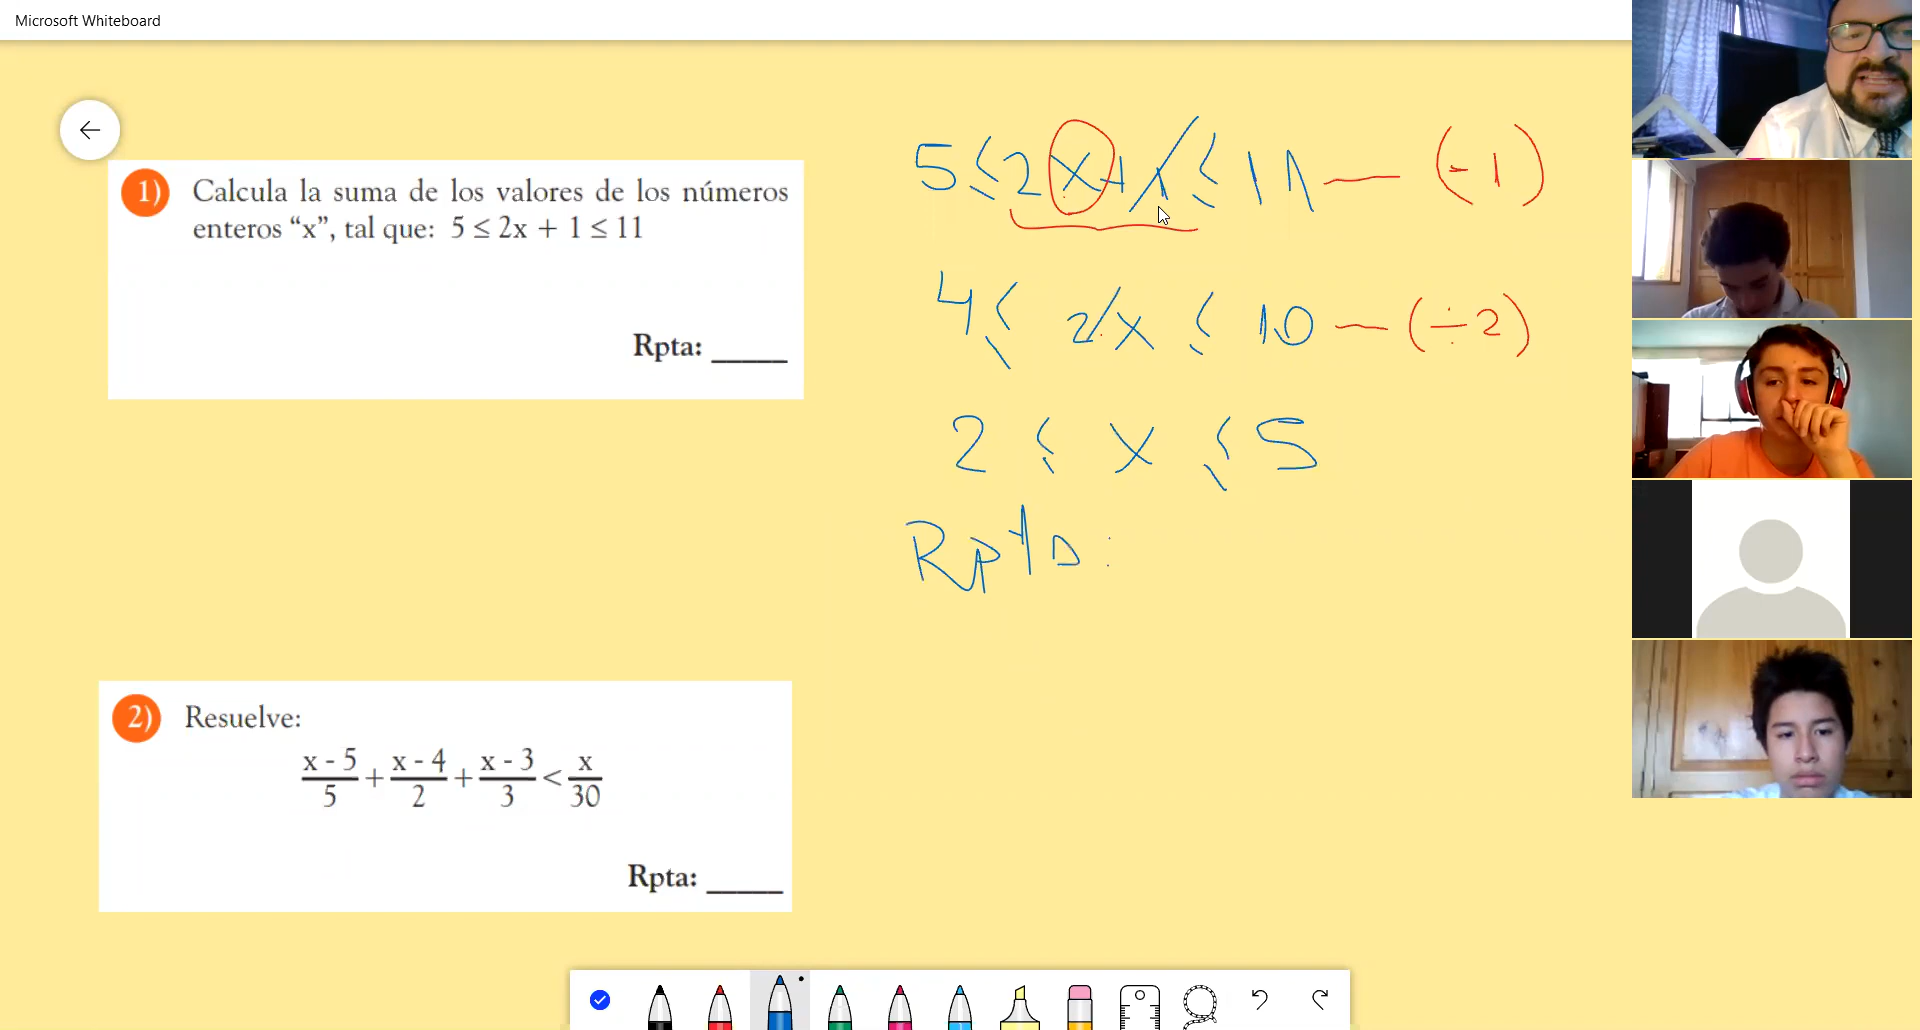 Microsoft Whiteboard
1) Calcula la suma de los valores de los números
enteros “x”, tal que: 5 ≤ 2x + 1 ≤ 11
Rpta: _____
5 ≤ 2x + 1 ≤ 11 — (-1)
4 ≤ 2x ≤ 10 — (÷2)
2 ≤ x ≤ 5
Rpta:
2) Resuelve:
x - 5 / 5 + x - 4 / 2 + x - 3 / 3 < x / 30
Rpta: _____